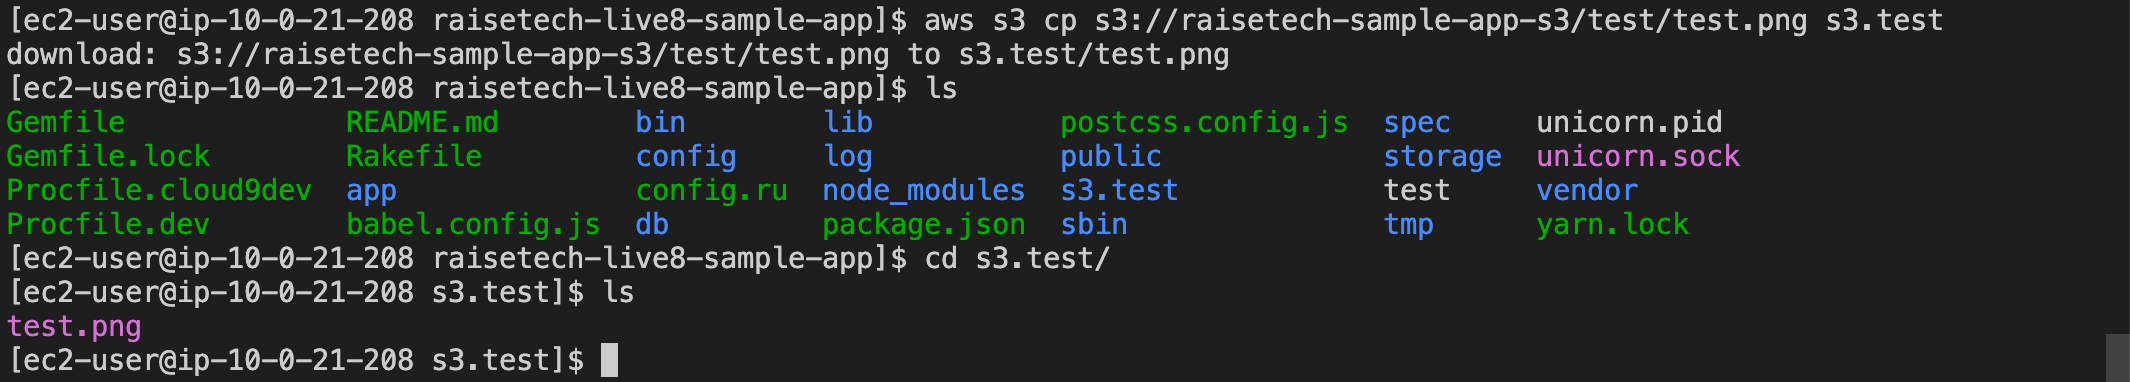 [ec2-user@ip-10-0-21-208 raisetech-live8-sample-app]$ aws s3 cp s3://raisetech-sample-app-s3/test/test.png s3.test
download: s3://raisetech-sample-app-s3/test/test.png to s3.test/test.png
[ec2-user@ip-10-0-21-208 raisetech-live8-sample-app]$ ls
Gemfile             README.md        bin        lib           postcss.config.js  spec     unicorn.pid
Gemfile.lock        Rakefile         config     log           public             storage  unicorn.sock
Procfile.cloud9dev  app              config.ru  node_modules  s3.test            test     vendor
Procfile.dev        babel.config.js  db         package.json  sbin               tmp      yarn.lock
[ec2-user@ip-10-0-21-208 raisetech-live8-sample-app]$ cd s3.test/
[ec2-user@ip-10-0-21-208 s3.test]$ ls
test.png
[ec2-user@ip-10-0-21-208 s3.test]$